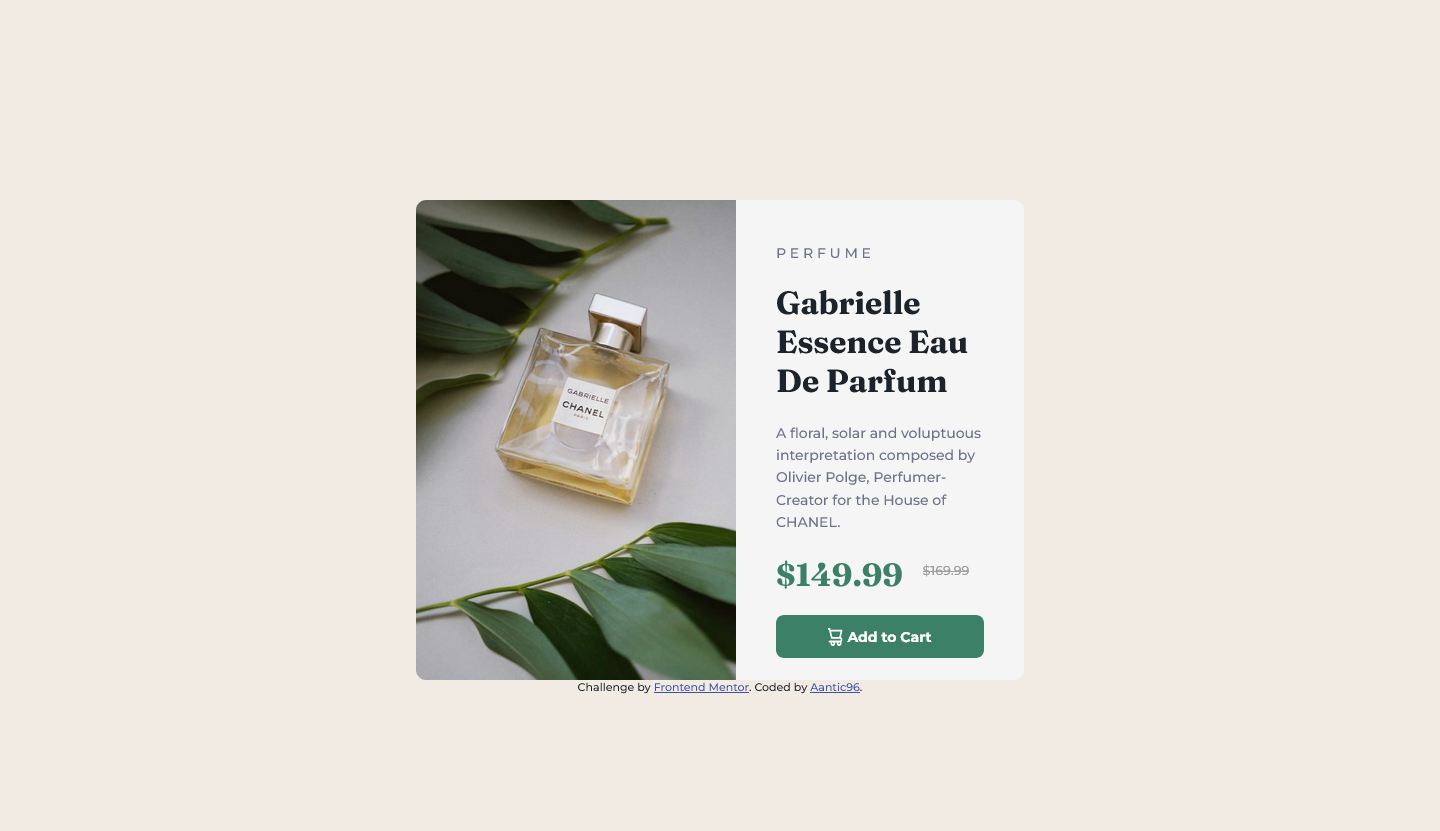 GABRIELLE
CHANEL
PARIS
PERFUME
Gabrielle
Essence Eau
De Parfum
A floral, solar and voluptuous
interpretation composed by
Olivier Polge, Perfumer-
Creator for the House of
CHANEL.
$149.99 $169.99
Add to Cart
Challenge by Frontend Mentor. Coded by Aantic96.